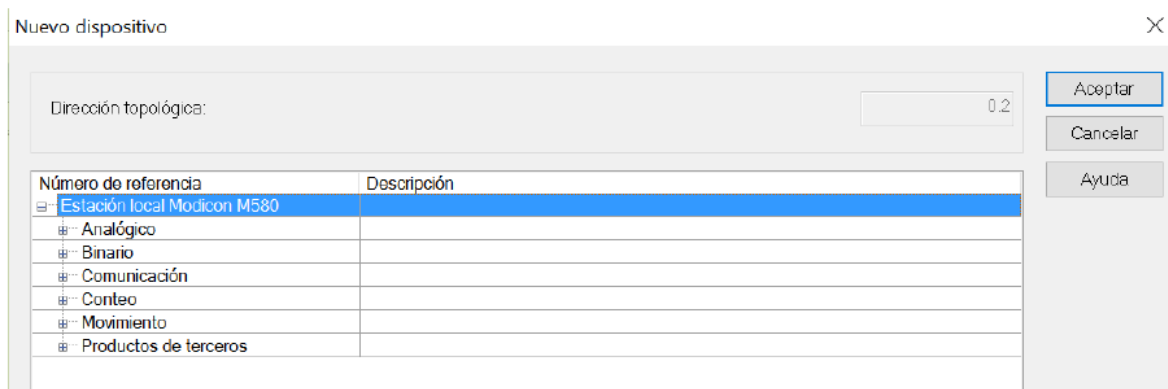 Nuevo dispositivo
Dirección topológica:
0.2
Aceptar
Cancelar
Ayuda
Número de referencia Descripción
Estación local Modicon M580
Analógico
Binario
Comunicación
Conteo
Movimiento
Productos de terceros